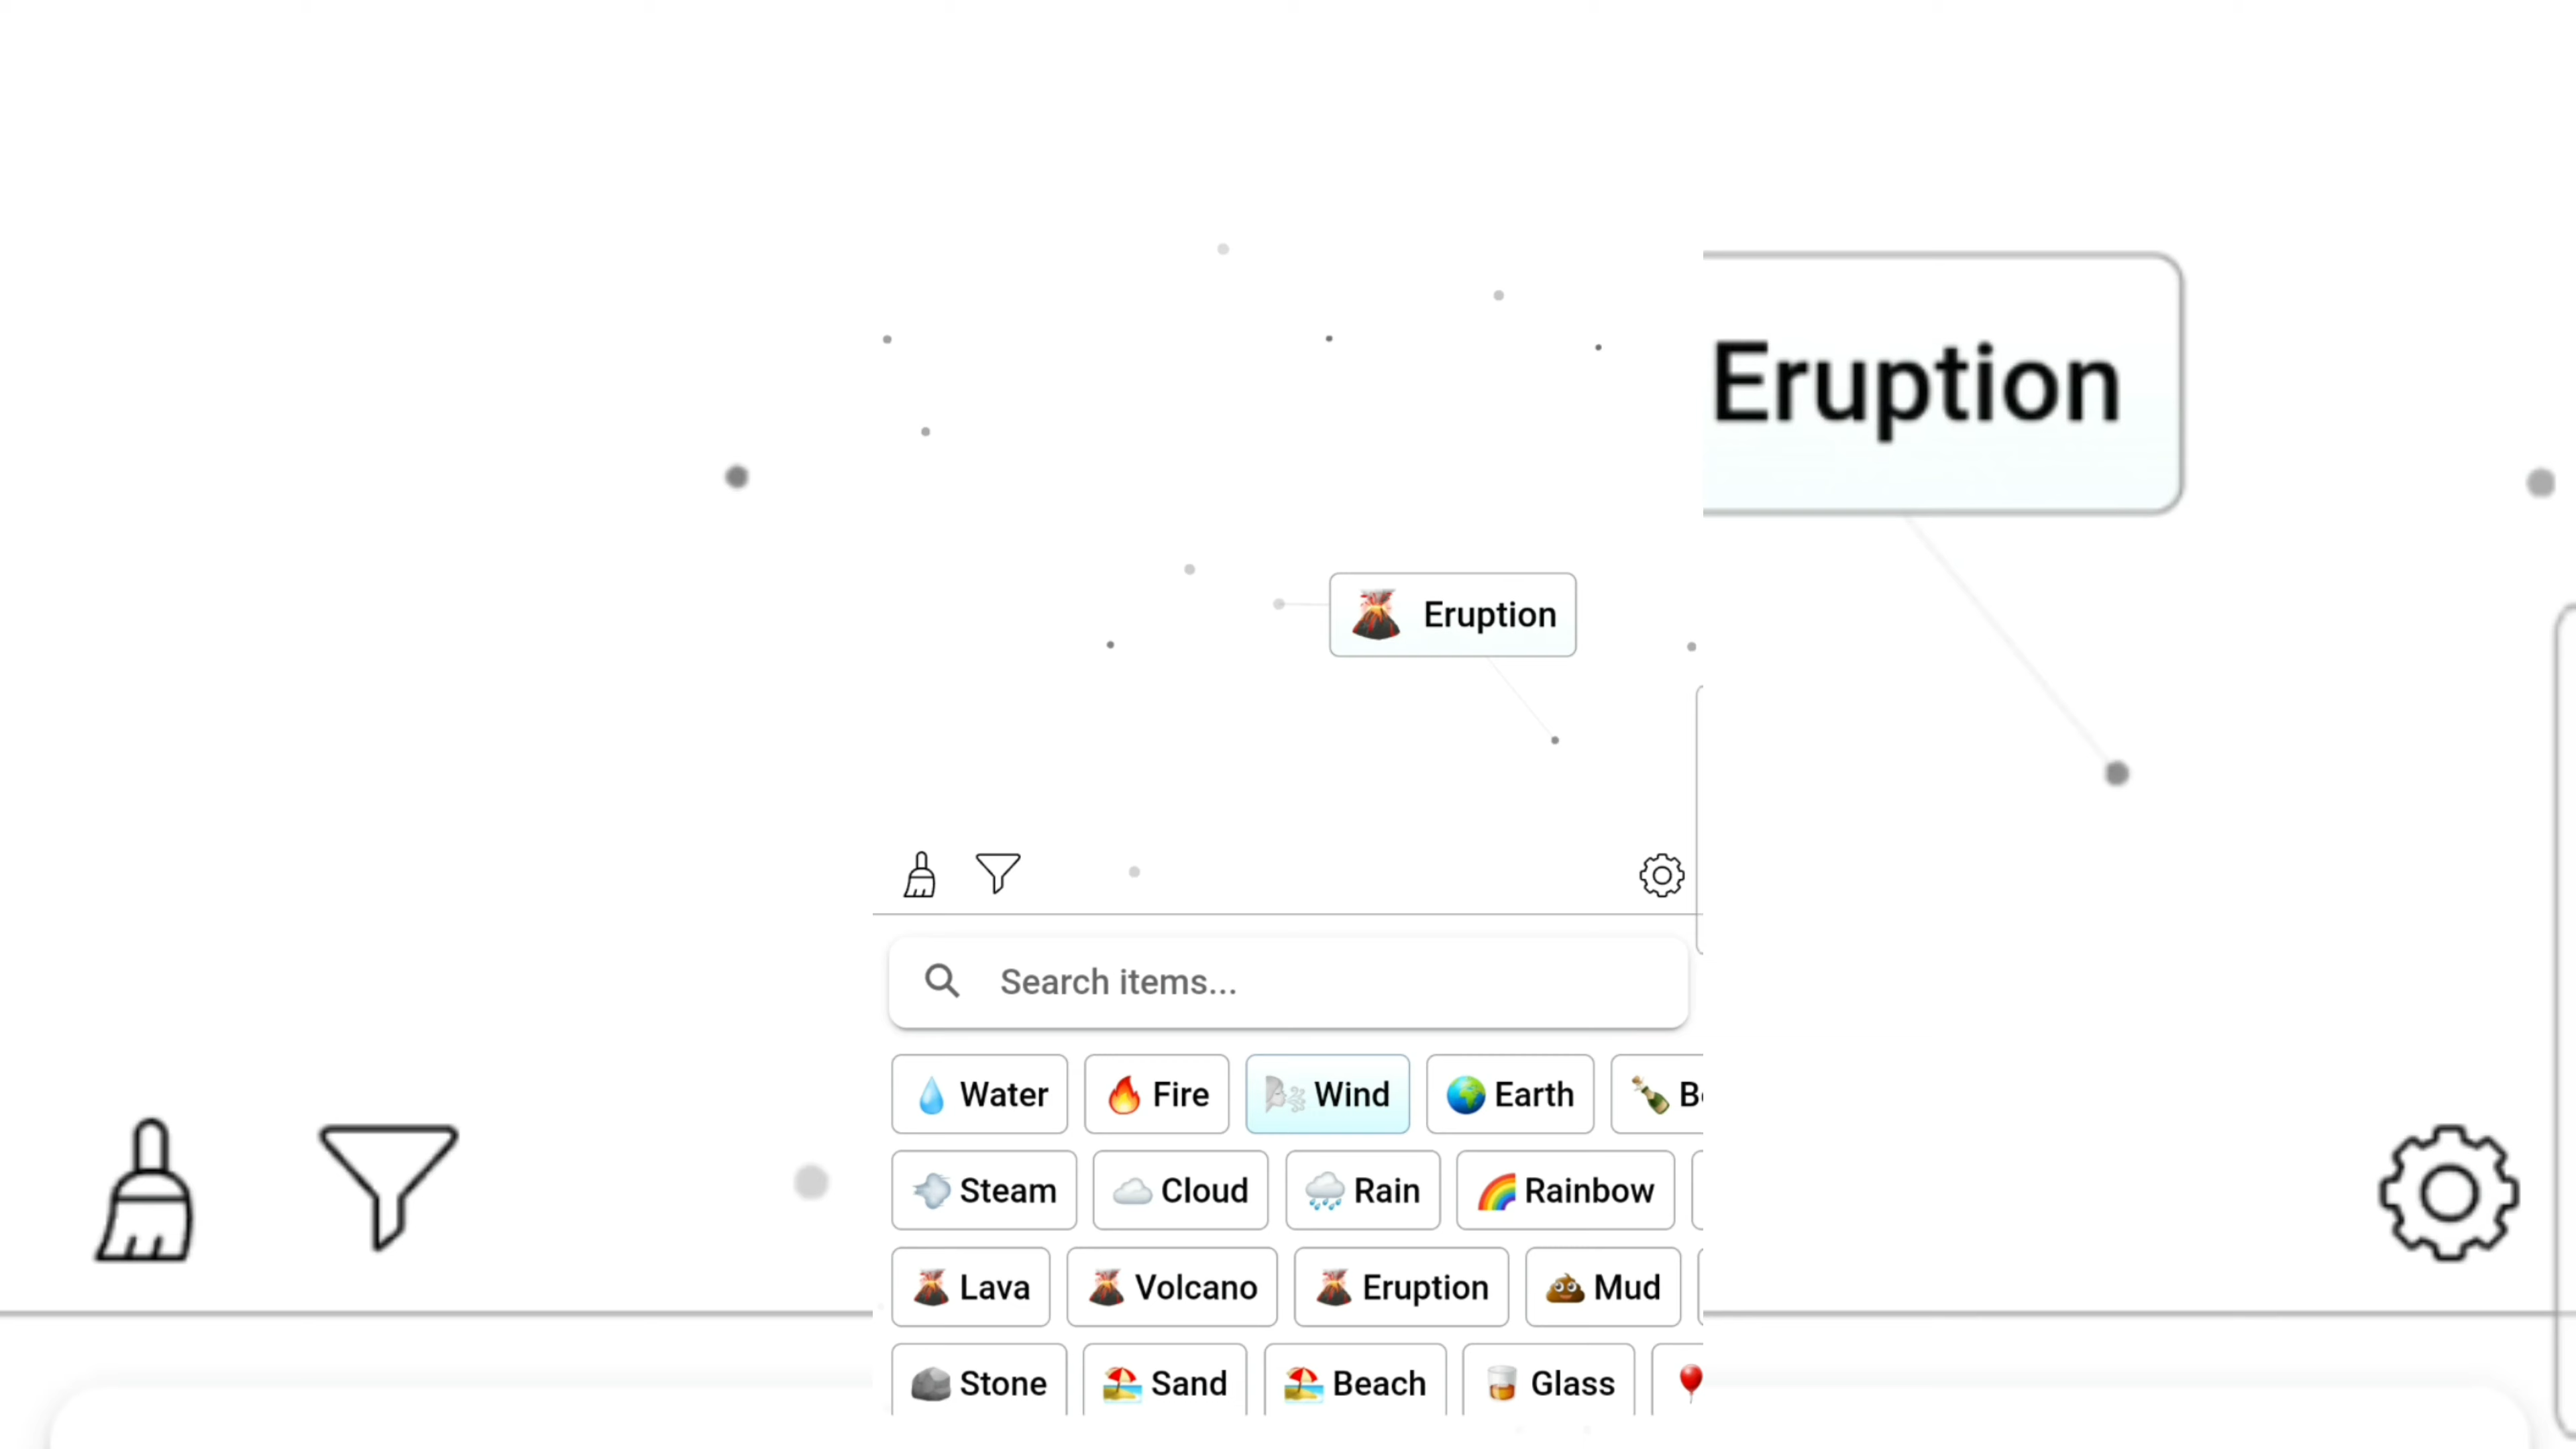 Eruption
Eruption
Search items...
Water Fire Wind Earth
Steam Cloud Rain Rainbow
Lava Volcano Eruption Mud
Stone Sand Beach Glass